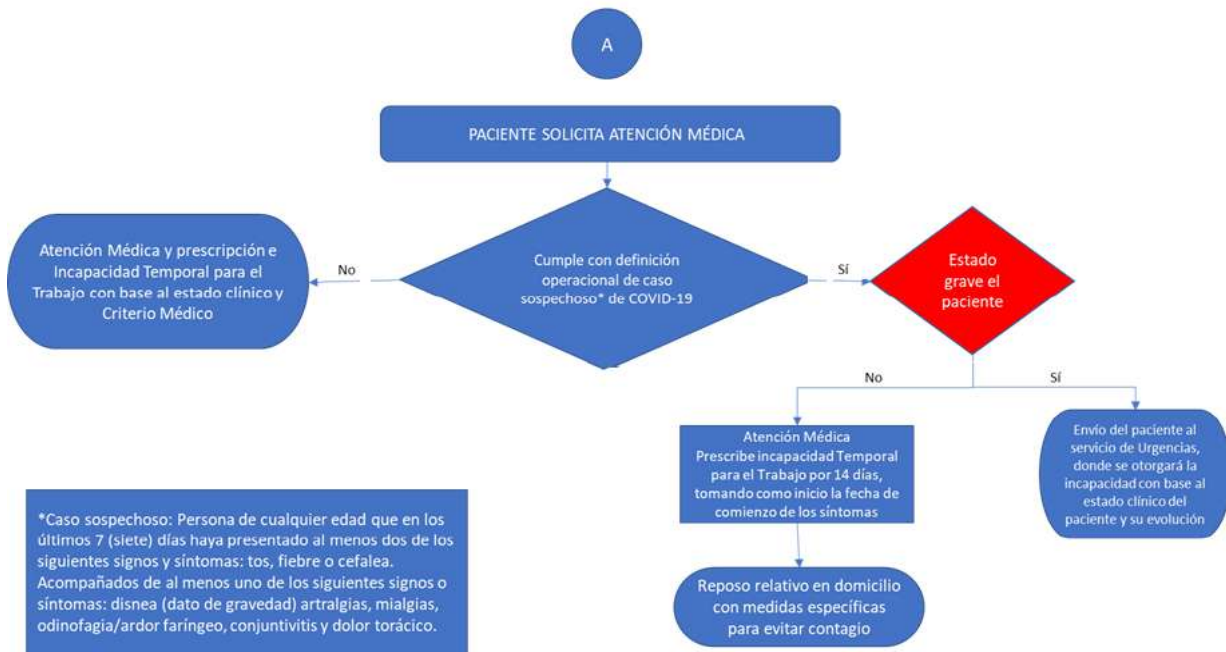 A
PACIENTE SOLICITA ATENCIÓN MÉDICA
Atención Médica y prescripción e
Incapacidad Temporal para el
Trabajo con base al estado clínico y
Criterio Médico
No
Cumple con definición
operacional de caso
sospechoso* de COVID-19
Sí
Estado
grave el
paciente
No
Sí
Atención Médica
Prescribe incapacidad Temporal
para el Trabajo por 14 días,
tomando como inicio la fecha de
comienzo de los síntomas
Envío del paciente al
servicio de Urgencias,
donde se otorgará la
incapacidad con base al
estado clínico del
paciente y su evolución
Reposo relativo en domicilio
con medidas específicas
para evitar contagio
*Caso sospechoso: Persona de cualquier edad que en los
últimos 7 (siete) días haya presentado al menos dos de los
siguientes signos y síntomas: tos, fiebre o cefalea.
Acompañados de al menos uno de los siguientes signos o
síntomas: disnea (dato de gravedad) artralgias, mialgias,
odinofagia/ardor faríngeo, conjuntivitis y dolor torácico.